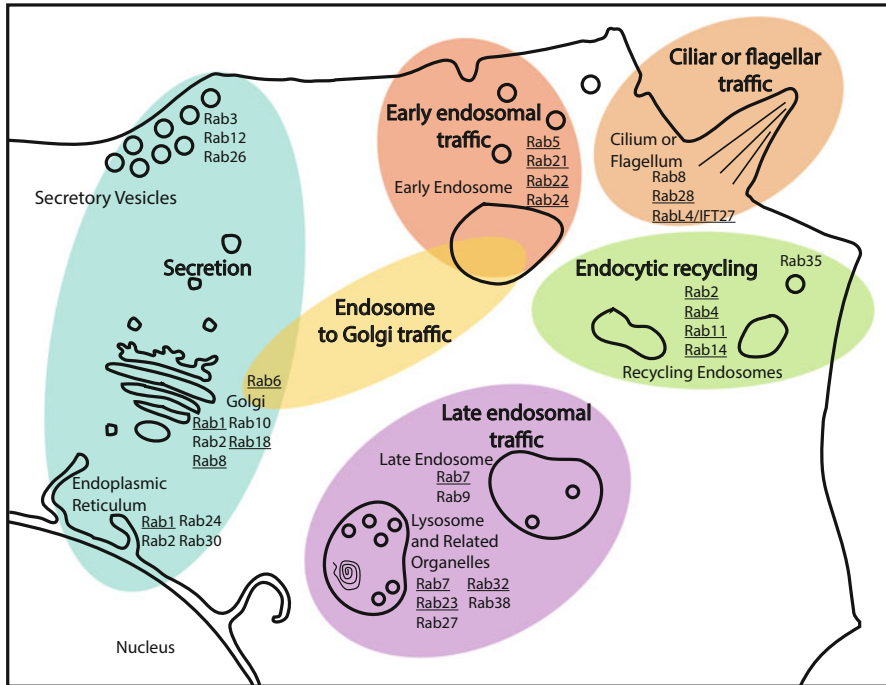 Ciliar or flagellar
traffic
Cilium or
Flagellum
Rab8
Rab28
RabL4/IFT27
Early endosomal
traffic
Rab5
Rab21
Rab22
Rab24
Early Endosome
Rab3
Rab12
Rab26
Secretory Vesicles
Secretion
Endosome
to Golgi traffic
Endocytic recycling
Rab35
Rab2
Rab4
Rab11
Rab14
Recycling Endosomes
Rab6
Golgi
Rab1 Rab10
Rab2 Rab18
Rab8
Endoplasmic
Reticulum
Rab1 Rab24
Rab2 Rab30
Late endosomal
traffic
Late Endosome
Rab7
Rab9
Lysosome
and Related
Organelles
Rab7 Rab32
Rab23 Rab38
Rab27
Nucleus